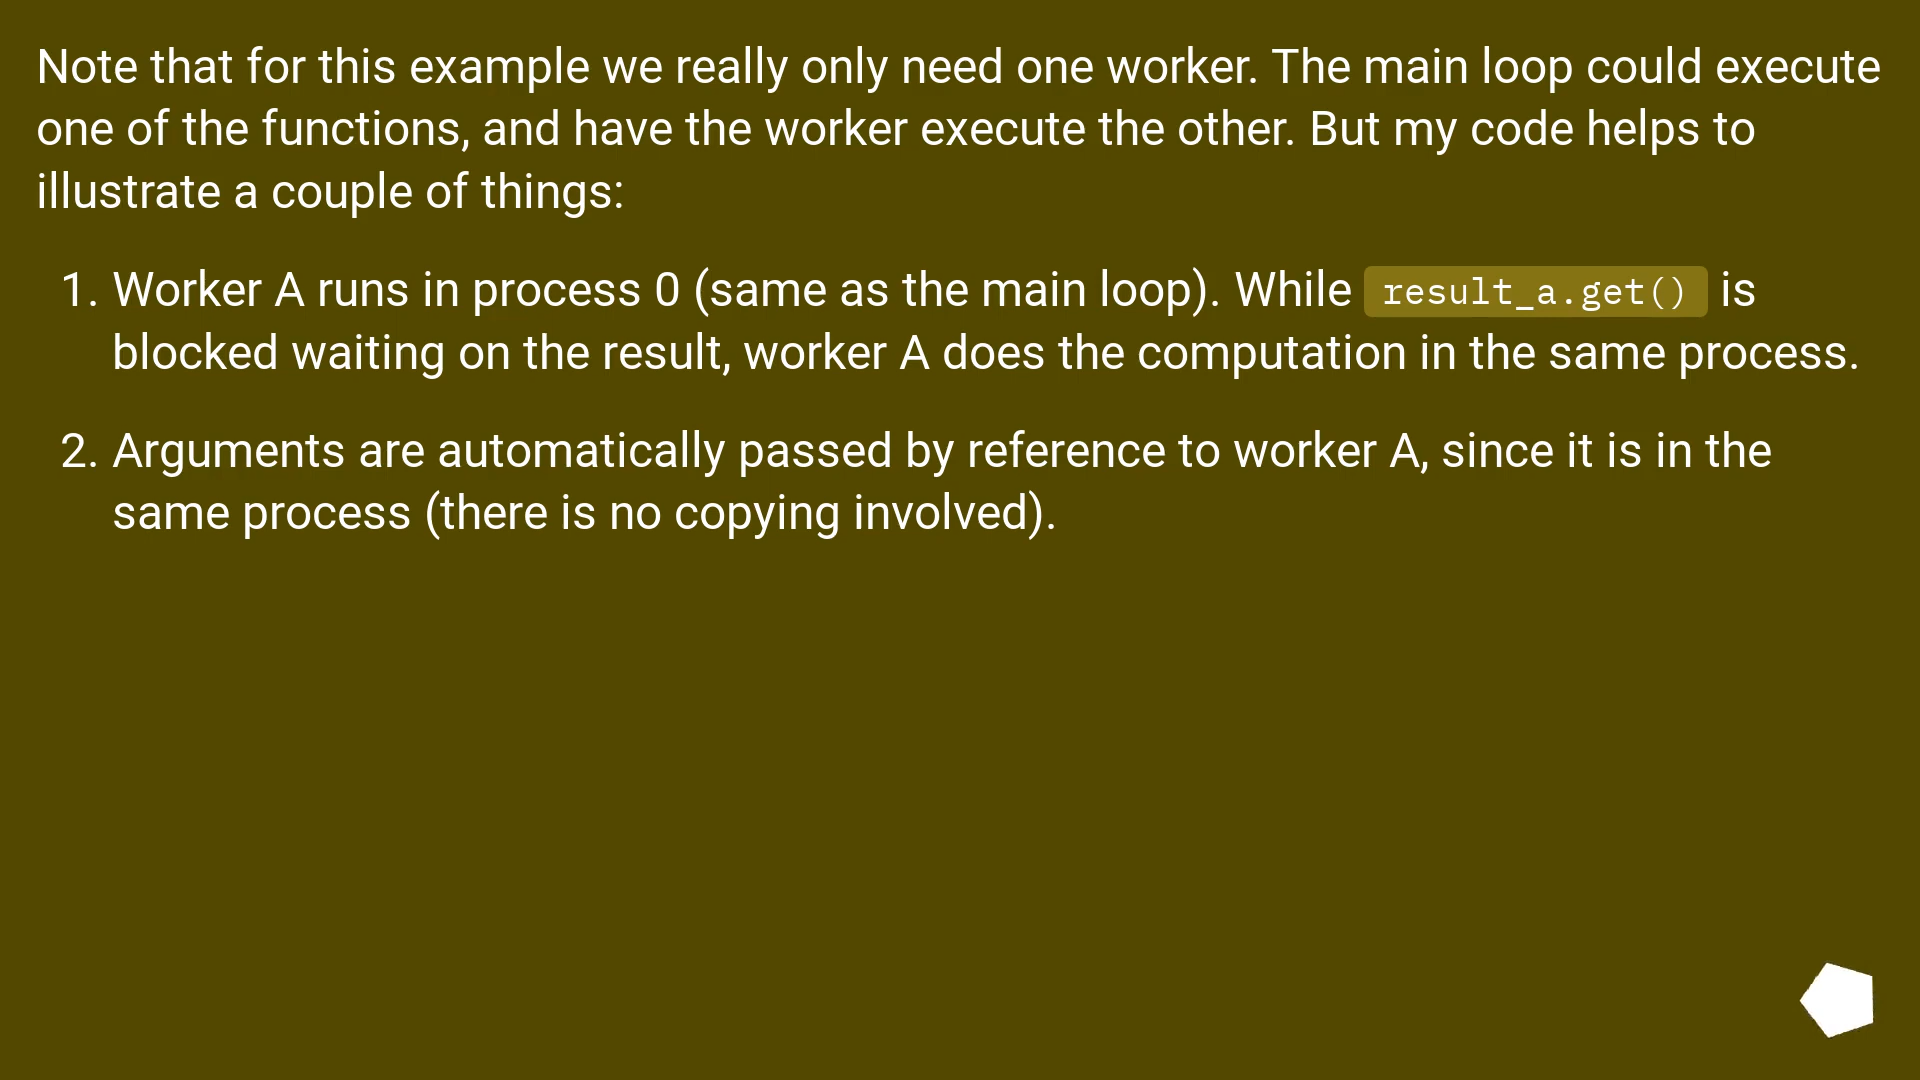 Note that for this example we really only need one worker. The main loop could execute
one of the functions, and have the worker execute the other. But my code helps to
illustrate a couple of things:
1. Worker A runs in process 0 (same as the main loop). While result_a.get() is
blocked waiting on the result, worker A does the computation in the same process.
2. Arguments are automatically passed by reference to worker A, since it is in the
same process (there is no copying involved).